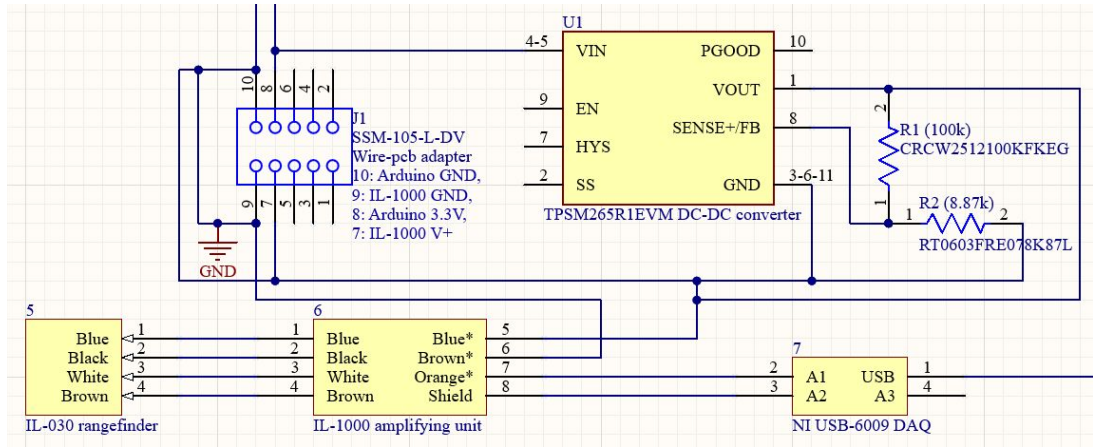 U1
4-5 VIN PGOOD 10
VOUT 1
9 EN
SENSE+/FB 8
7 HYS
2 SS GND 3-6-11
TPSM265R1EVM DC-DC converter
10 8 6 4 2
J1
SSM-105-L-DV
Wire-pcb adapter
10: Arduino GND,
9: IL-1000 GND,
8: Arduino 3.3V,
7: IL-1000 V+
9 7 5 3 1
GND
2
R1 (100k)
CRCW2512100KFKEG
1
R2 (8.87k)
1 2
RT0603FRE078K87L
5
Blue 1
Black 2
White 3
Brown 4
IL-030 rangefinder
6
1 Blue Blue* 5
2 Black Brown* 6
3 White Orange* 7
4 Brown Shield 8
IL-1000 amplifying unit
7
2 A1 USB 1
3 A2 A3 4
NI USB-6009 DAQ